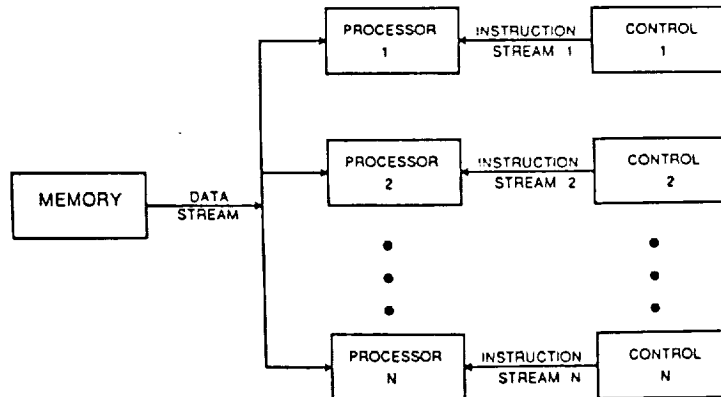 PROCESSOR
1
INSTRUCTION
STREAM 1
CONTROL
1
PROCESSOR
2
INSTRUCTION
STREAM 2
CONTROL
2
MEMORY
DATA
STREAM
PROCESSOR
N
INSTRUCTION
STREAM N
CONTROL
N